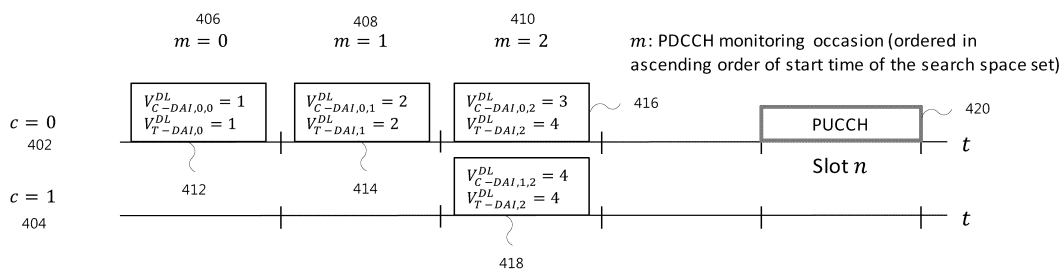 406
408
410
m = 0
m = 1
m = 2
m: PDCCH monitoring occasion (ordered in
ascending order of start time of the search space set)
V^{DL}_{C-DAI,0,0} = 1
V^{DL}_{T-DAI,0} = 1
V^{DL}_{C-DAI,0,1} = 2
V^{DL}_{T-DAI,1} = 2
V^{DL}_{C-DAI,0,2} = 3
V^{DL}_{T-DAI,2} = 4
416
420
c = 0
402
PUCCH
t
412
414
Slot n
V^{DL}_{C-DAI,1,2} = 4
V^{DL}_{T-DAI,2} = 4
c = 1
404
t
418